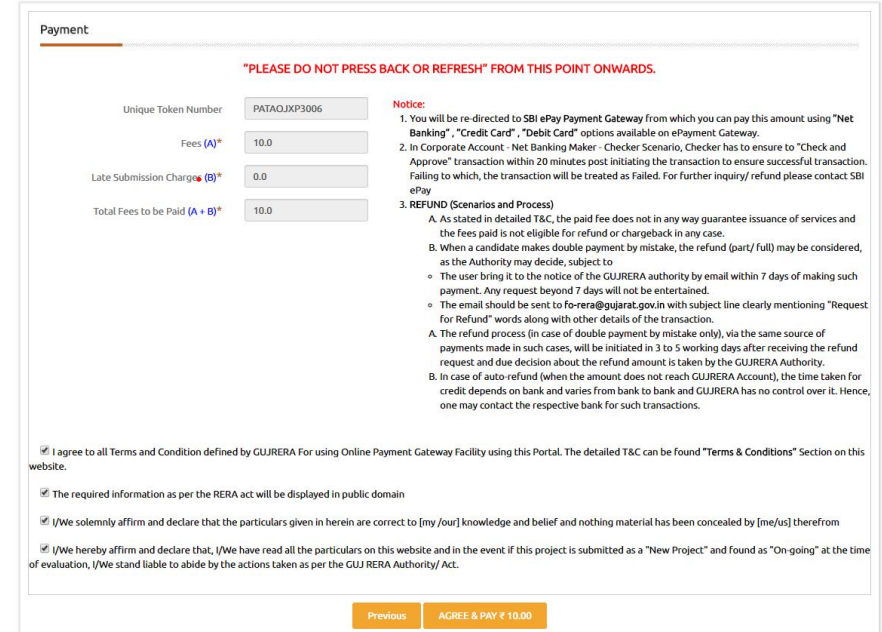 Payment
"PLEASE DO NOT PRESS BACK OR REFRESH" FROM THIS POINT ONWARDS.
Unique Token Number PATAOJXP3006
Fees (A)* 10.0
Late Submission Charges (B)* 0.0
Total Fees to be Paid (A + B)* 10.0
Notice:
1. You will be re-directed to SBI ePay Payment Gateway from which you can pay this amount using "Net
Banking" , "Credit Card" , "Debit Card" options available on ePayment Gateway.
2. In Corporate Account - Net Banking Maker - Checker Scenario, Checker has to ensure to "Check and
Approve" transaction within 20 minutes post initiating the transaction to ensure successful transaction.
Failing to which, the transaction will be treated as Failed. For further inquiry/ refund please contact SBI
ePay
3. REFUND (Scenarios and Process)
A. As stated in detailed T&C, the paid fee does not in any way guarantee issuance of services and
the fees paid is not eligible for refund or chargeback in any case.
B. When a candidate makes double payment by mistake, the refund (part/ full) may be considered,
as the Authority may decide, subject to
The user bring it to the notice of the GUJRERA authority by email within 7 days of making such
payment. Any request beyond 7 days will not be entertained.
The email should be sent to fo-rera@gujarat.gov.in with subject line clearly mentioning "Request
for Refund" words along with other details of the transaction.
A. The refund process (in case of double payment by mistake only), via the same source of
payments made in such cases, will be initiated in 3 to 5 working days after receiving the refund
request and due decision about the refund amount is taken by the GUJRERA Authority.
B. In case of auto-refund (when the amount does not reach GUJRERA Account), the time taken for
credit depends on bank and varies from bank to bank and GUJRERA has no control over it. Hence,
one may contact the respective bank for such transactions.
I agree to all Terms and Condition defined by GUJRERA For using Online Payment Gateway Facility using this Portal. The detailed T&C can be found "Terms & Conditions" Section on this
website.
The required information as per the RERA act will be displayed in public domain
I/We solemnly affirm and declare that the particulars given in herein are correct to [my /our] knowledge and belief and nothing material has been concealed by [me/us] therefrom
I/We hereby affirm and declare that, I/We have read all the particulars on this website and in the event if this project is submitted as a "New Project" and found as "On-going" at the time
of evaluation, I/We stand liable to abide by the actions taken as per the GUJ RERA Authority/ Act.
Previous AGREE & PAY ₹ 10.00